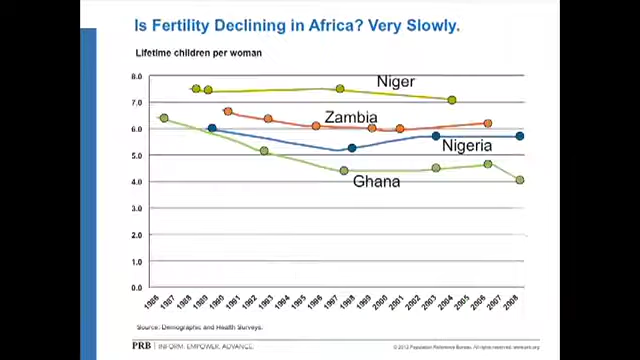 Is Fertility Declining in Africa? Very Slowly.
Lifetime children per woman
8.0
7.0
6.0
5.0
4.0
3.0
2.0
1.0
0.0
Niger
Zambia
Nigeria
Ghana
1986 1987 1988 1989 1990 1991 1992 1993 1994 1995 1996 1997 1998 1999 2000 2001 2002 2003 2004 2005 2006 2007 2008
Source: Demographic and Health Surveys.
PRB | INFORM. EMPOWER. ADVANCE.
© 2012 Population Reference Bureau. All rights reserved. www.prb.org